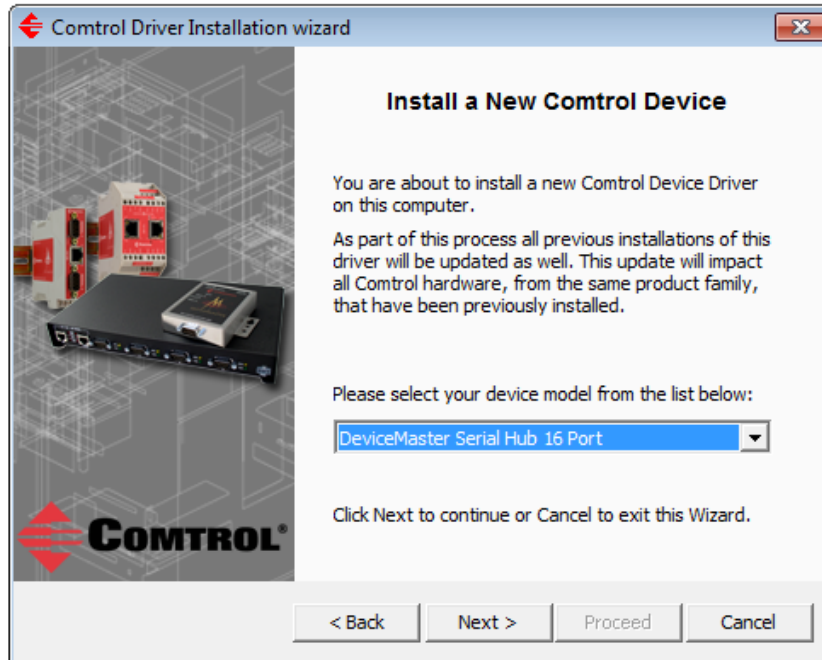 Comtrol Driver Installation wizard
Install a New Comtrol Device
You are about to install a new Comtrol Device Driver
on this computer.
As part of this process all previous installations of this
driver will be updated as well. This update will impact
all Comtrol hardware, from the same product family,
that have been previously installed.
Please select your device model from the list below:
DeviceMaster Serial Hub 16 Port
Click Next to continue or Cancel to exit this Wizard.
COMTROL®
< Back
Next >
Proceed
Cancel